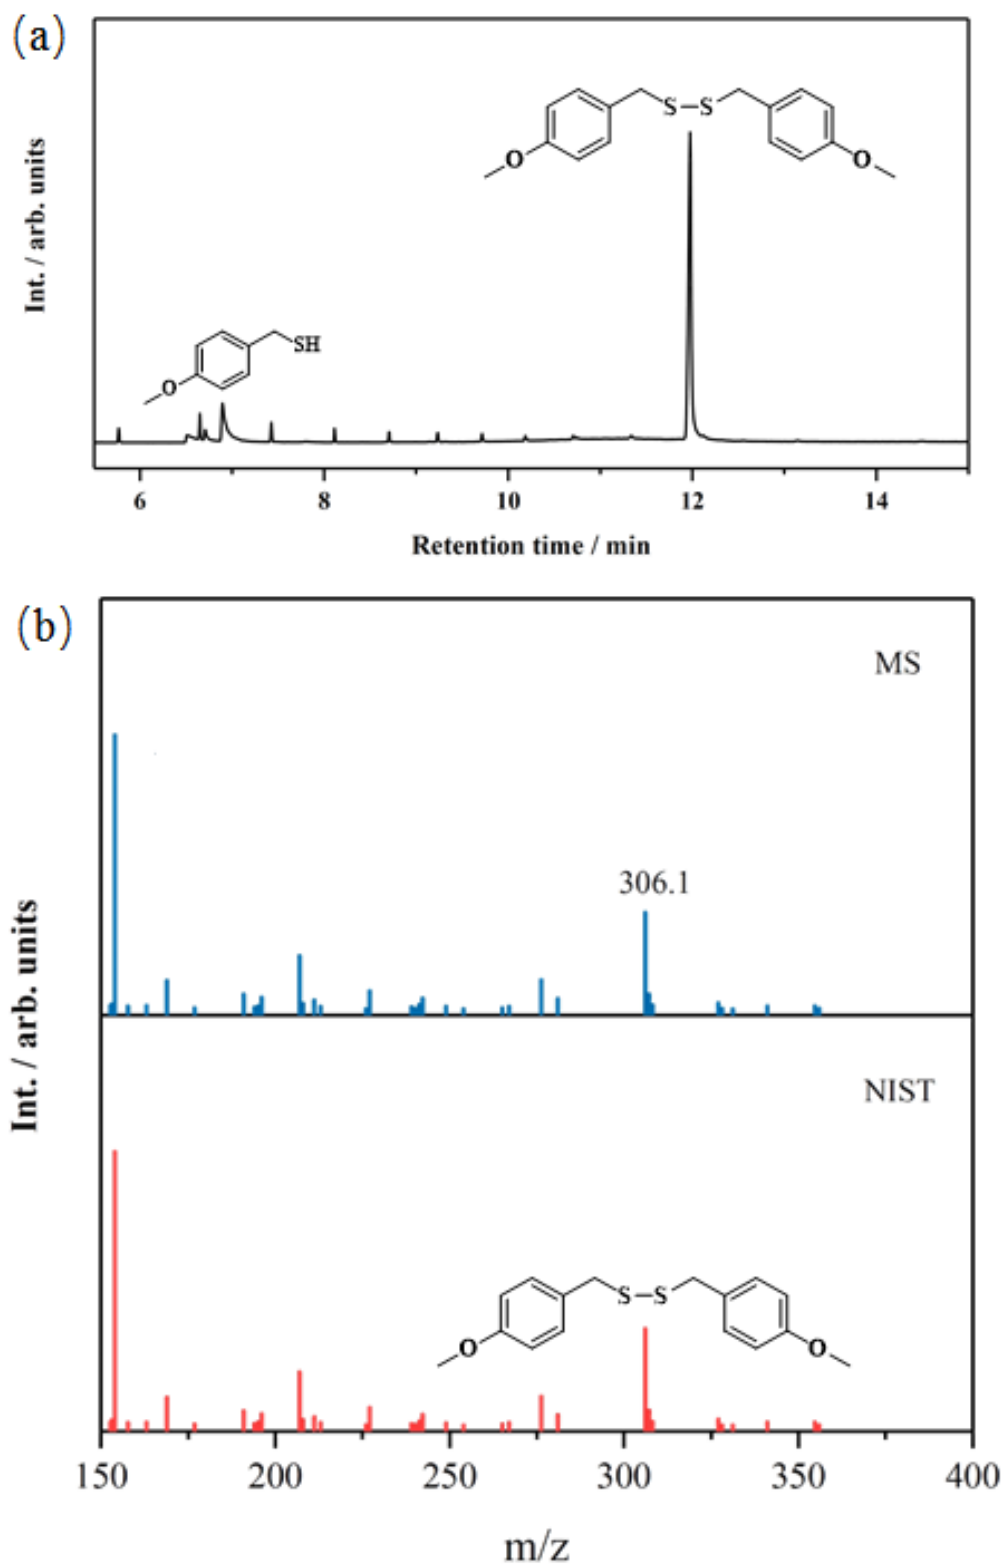 (a)
Int. / arb. units
S S
O O
SH
O
6 8 10 12 14
Retention time / min
(b)
MS
306.1
Int. / arb. units
NIST
S S
O O
150 200 250 300 350 400
m/z